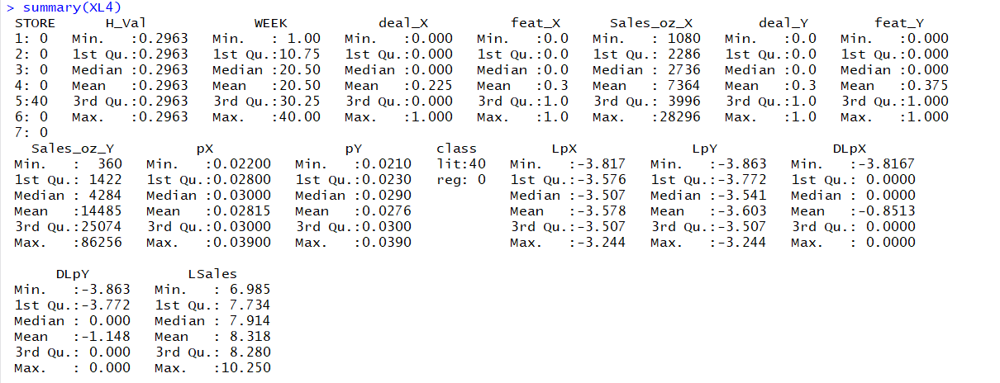 > summary(XL4)
STORE H_Val WEEK deal_X feat_X Sales_oz_X deal_Y feat_Y
1: 0 Min. :0.2963 Min. : 1.00 Min. :0.000 Min. :0.0 Min. : 1080 Min. :0.0 Min. :0.000
2: 0 1st Qu.:0.2963 1st Qu.:10.75 1st Qu.:0.000 1st Qu.:0.0 1st Qu.: 2286 1st Qu.:0.0 1st Qu.:0.000
3: 0 Median :0.2963 Median :20.50 Median :0.000 Median :0.0 Median : 2736 Median :0.0 Median :0.000
4: 0 Mean :0.2963 Mean :20.50 Mean :0.225 Mean :0.3 Mean : 7364 Mean :0.3 Mean :0.375
5:40 3rd Qu.:0.2963 3rd Qu.:30.25 3rd Qu.:0.000 3rd Qu.:1.0 3rd Qu.: 3996 3rd Qu.:1.0 3rd Qu.:1.000
6: 0 Max. :0.2963 Max. :40.00 Max. :1.000 Max. :1.0 Max. :28296 Max. :1.0 Max. :1.000
7: 0
Sales_oz_Y pX pY class LpX LpY DLpX
Min. : 360 Min. :0.02200 Min. :0.0210 lit:40 Min. :-3.817 Min. :-3.863 Min. :-3.8167
1st Qu.: 1422 1st Qu.:0.02800 1st Qu.:0.0230 reg: 0 1st Qu.:-3.576 1st Qu.:-3.772 1st Qu.: 0.0000
Median : 4284 Median :0.03000 Median :0.0290 Median :-3.507 Median :-3.541 Median : 0.0000
Mean :14485 Mean :0.02815 Mean :0.0276 Mean :-3.578 Mean :-3.603 Mean :-0.8513
3rd Qu.:25074 3rd Qu.:0.03000 3rd Qu.:0.0300 3rd Qu.:-3.507 3rd Qu.:-3.507 3rd Qu.: 0.0000
Max. :86256 Max. :0.03900 Max. :0.0390 Max. :-3.244 Max. :-3.244 Max. : 0.0000
DLpY LSales
Min. :-3.863 Min. : 6.985
1st Qu.:-3.772 1st Qu.: 7.734
Median : 0.000 Median : 7.914
Mean :-1.148 Mean : 8.318
3rd Qu.: 0.000 3rd Qu.: 8.280
Max. : 0.000 Max. :10.250